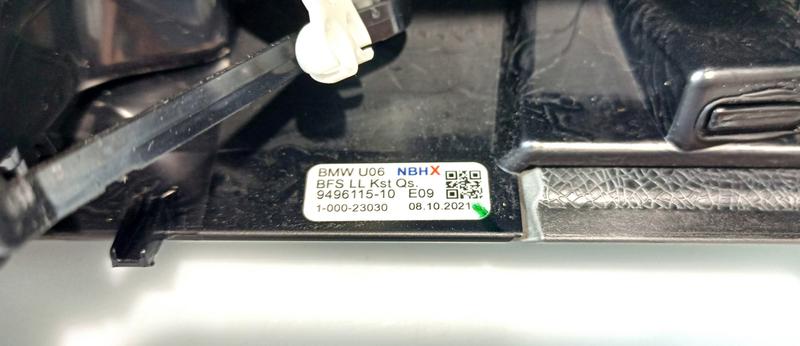 BMW U06 NBHX
BFS LL Kst Qs.
9496115-10 E09
1-000-23030 08.10.2021